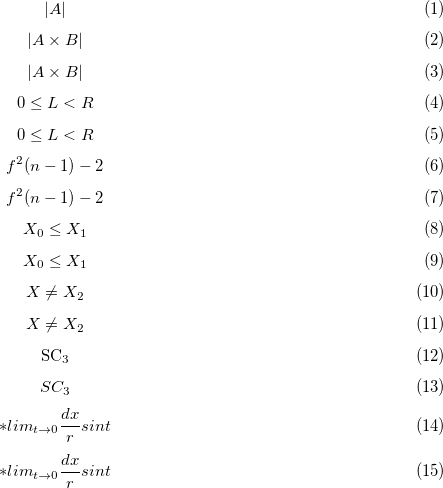 |A| (1)
|A × B| (2)
|A × B| (3)
0 ≤ L < R (4)
0 ≤ L < R (5)
f²(n − 1) − 2 (6)
f²(n − 1) − 2 (7)
X₀ ≤ X₁ (8)
X₀ ≤ X₁ (9)
X ≠ X₂ (10)
X ≠ X₂ (11)
SC₃ (12)
SC₃ (13)
*lim_{t→0} \frac{dx}{r} sint (14)
*lim_{t→0} \frac{dx}{r} sint (15)